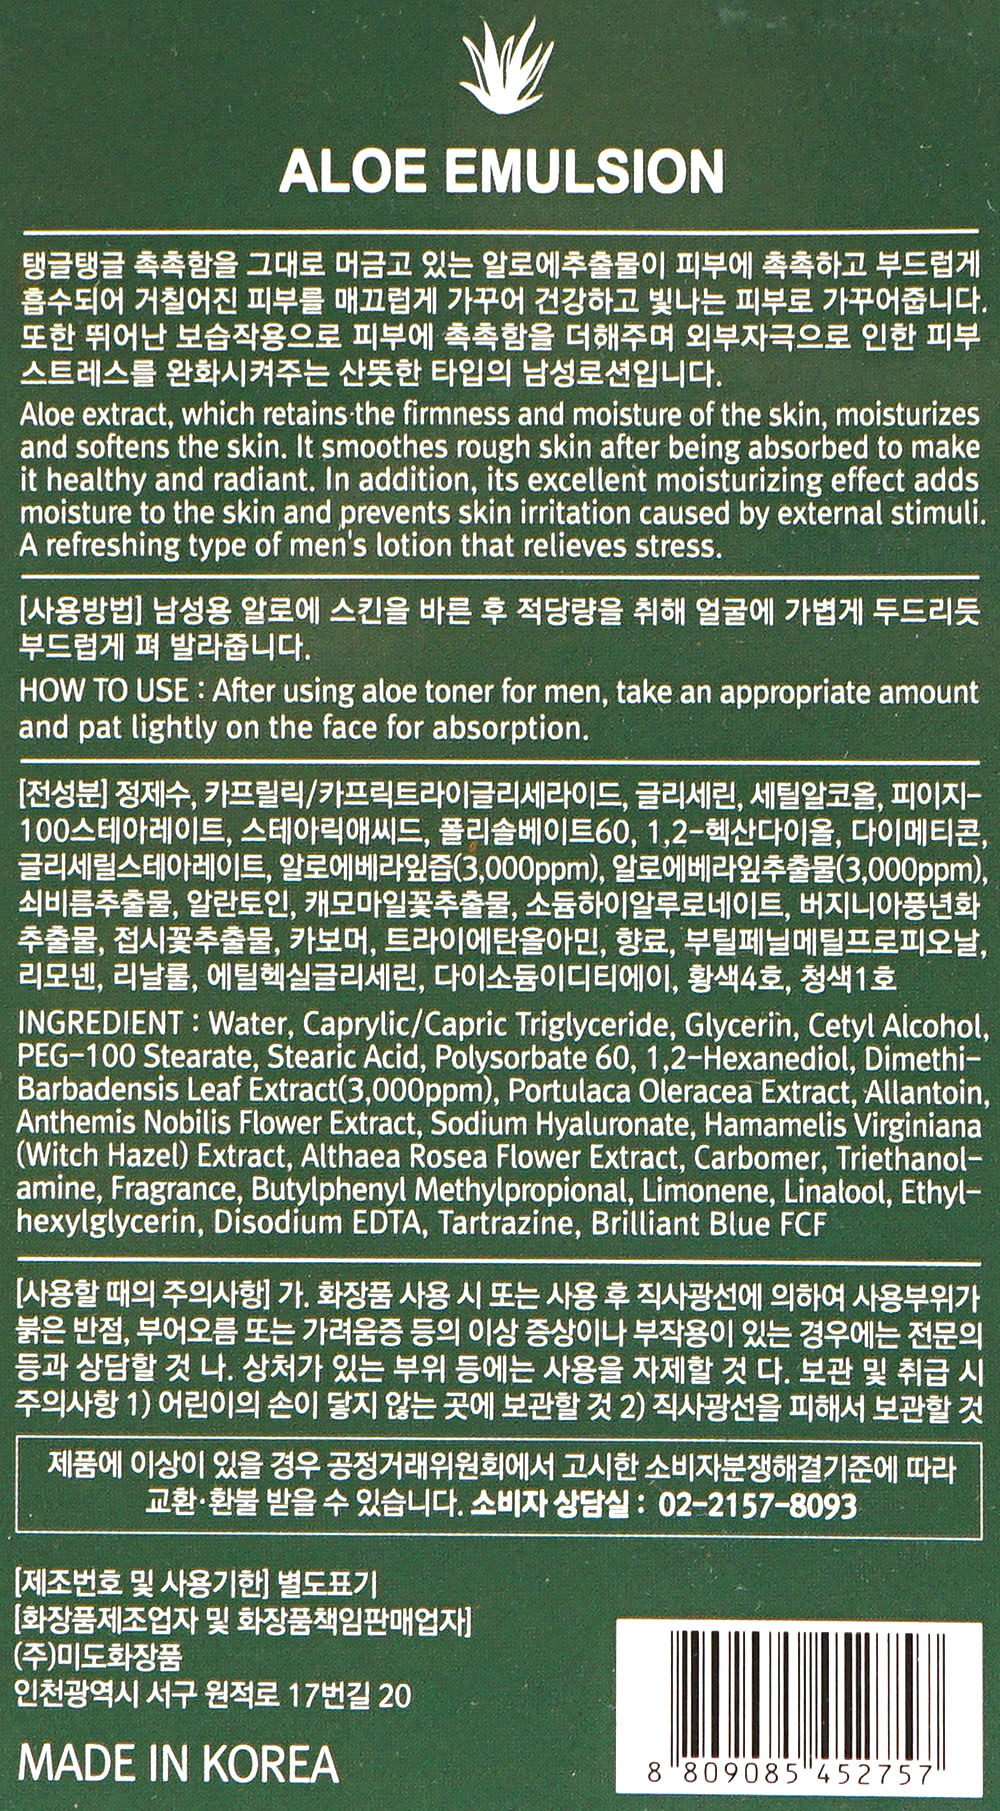 ALOE EMULSION
탱글탱글 촉촉함을 그대로 머금고 있는 알로에추출물이 피부에 촉촉하고 부드럽게
흡수되어 거칠어진 피부를 매끄럽게 가꾸어 건강하고 빛나는 피부로 가꾸어줍니다.
또한 뛰어난 보습작용으로 피부에 촉촉함을 더해주며 외부자극으로 인한 피부
스트레스를 완화시켜주는 산뜻한 타입의 남성로션입니다.
Aloe extract, which retains the firmness and moisture of the skin, moisturizes
and softens the skin. It smoothes rough skin after being absorbed to make
it healthy and radiant. In addition, its excellent moisturizing effect adds
moisture to the skin and prevents skin irritation caused by external stimuli.
A refreshing type of men's lotion that relieves stress.
[사용방법] 남성용 알로에 스킨을 바른 후 적당량을 취해 얼굴에 가볍게 두드리듯
부드럽게 펴 발라줍니다.
HOW TO USE : After using aloe toner for men, take an appropriate amount
and pat lightly on the face for absorption.
[전성분] 정제수, 카프릴릭/카프릭트라이글리세라이드, 글리세린, 세틸알코올, 피이지-
100스테아레이트, 스테아릭애씨드, 폴리솔베이트60, 1,2-헥산다이올, 다이메티콘,
글리세릴스테아레이트, 알로에베라잎즙(3,000ppm), 알로에베라잎추출물(3,000ppm),
쇠비름추출물, 알란토인, 캐모마일꽃추출물, 소듐하이알루로네이트, 버지니아풍년화
추출물, 접시꽃추출물, 카보머, 트라이에탄올아민, 향료, 부틸페닐메틸프로피오날,
리모넨, 리날룰, 에틸헥실글리세린, 다이소듐이디티에이, 황색4호, 청색1호
INGREDIENT : Water, Caprylic/Capric Triglyceride, Glycerin, Cetyl Alcohol,
PEG-100 Stearate, Stearic Acid, Polysorbate 60, 1,2-Hexanediol, Dimethi-
Barbadensis Leaf Extract(3,000ppm), Portulaca Oleracea Extract, Allantoin,
Anthemis Nobilis Flower Extract, Sodium Hyaluronate, Hamamelis Virginiana
(Witch Hazel) Extract, Althaea Rosea Flower Extract, Carbomer, Triethanol-
amine, Fragrance, Butylphenyl Methylpropional, Limonene, Linalool, Ethyl-
hexylglycerin, Disodium EDTA, Tartrazine, Brilliant Blue FCF
[사용할 때의 주의사항] 가. 화장품 사용 시 또는 사용 후 직사광선에 의하여 사용부위가
붉은 반점, 부어오름 또는 가려움증 등의 이상 증상이나 부작용이 있는 경우에는 전문의
등과 상담할 것 나. 상처가 있는 부위 등에는 사용을 자제할 것 다. 보관 및 취급 시
주의사항 1) 어린이의 손이 닿지 않는 곳에 보관할 것 2) 직사광선을 피해서 보관할 것
제품에 이상이 있을 경우 공정거래위원회에서 고시한 소비자분쟁해결기준에 따라
교환·환불 받을 수 있습니다. 소비자 상담실 : 02-2157-8093
[제조번호 및 사용기한] 별도표기
[화장품제조업자 및 화장품책임판매업자]
(주)미도화장품
인천광역시 서구 원적로 17번길 20
MADE IN KOREA
8 809085 452757